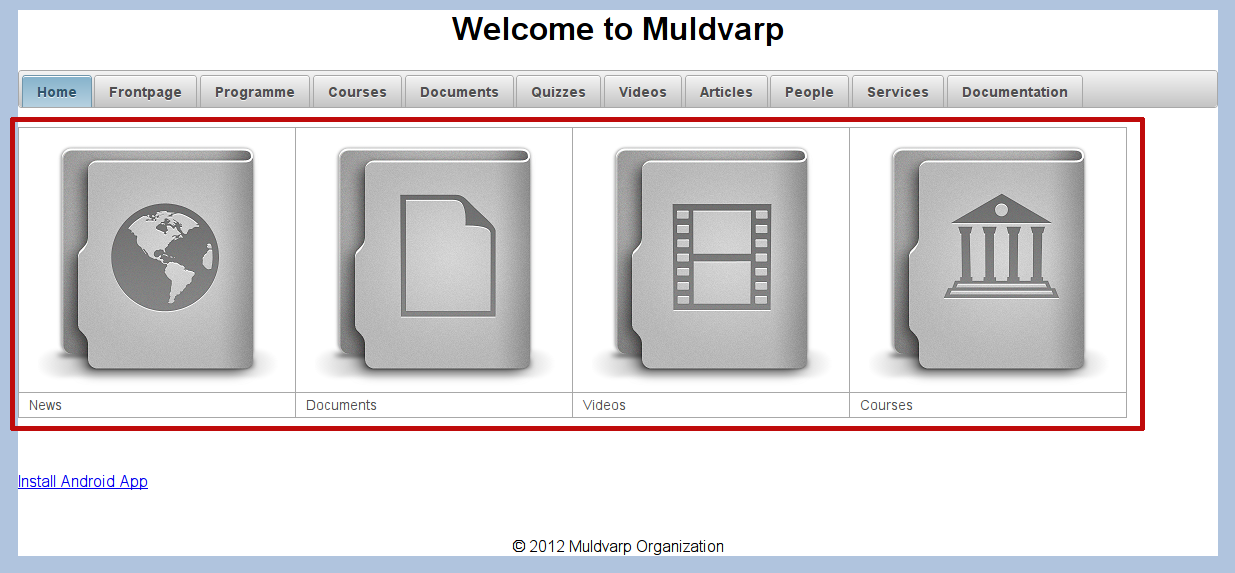 Welcome to Muldvarp
Home Frontpage Programme Courses Documents Quizzes Videos Articles People Services Documentation
News Documents Videos Courses
Install Android App
© 2012 Muldvarp Organization